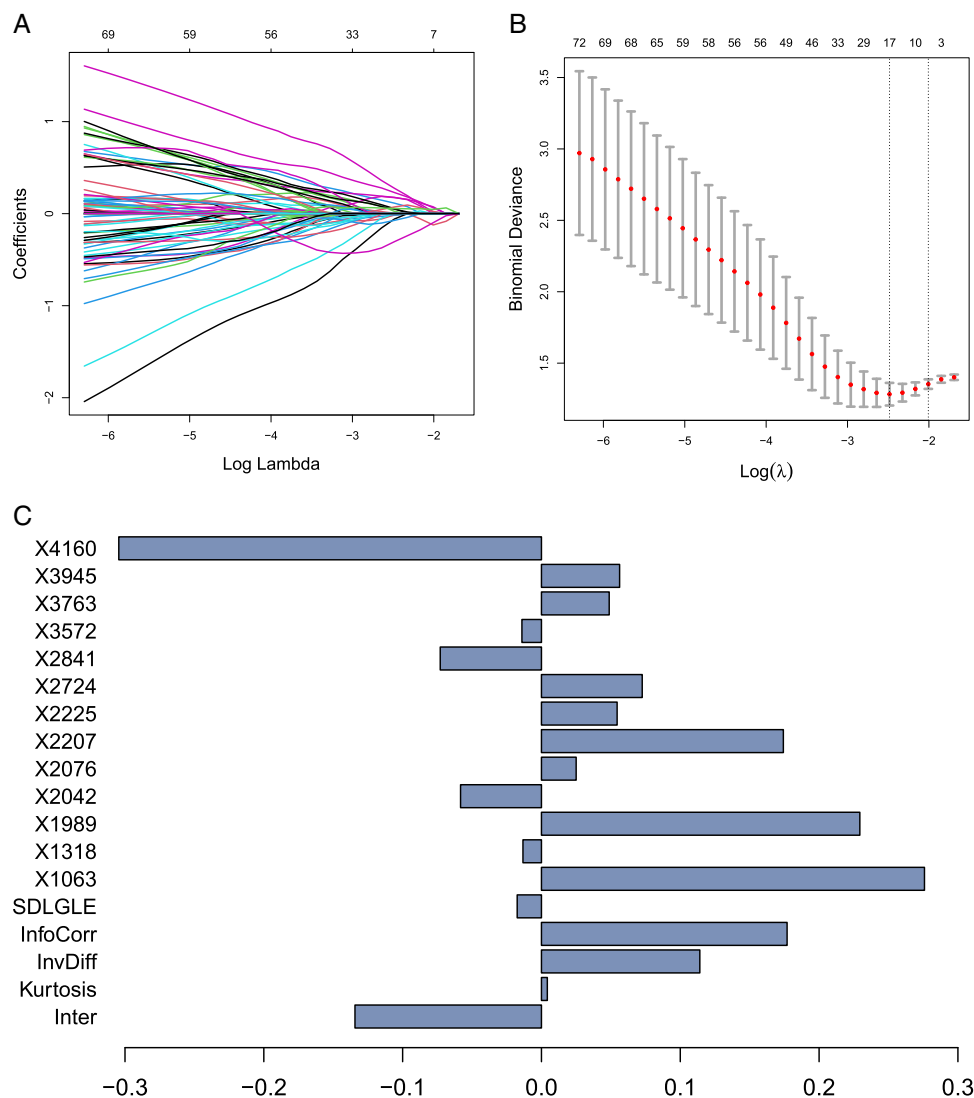 A
69 59 56 33 7
Coefficients
1
0
−1
−2
−6 −5 −4 −3 −2
Log Lambda
B
72 69 68 65 59 58 56 56 49 46 33 29 17 10 3
Binomial Deviance
3.5
3.0
2.5
2.0
1.5
−6 −5 −4 −3 −2
Log(λ)
C
X4160
X3945
X3763
X3572
X2841
X2724
X2225
X2207
X2076
X2042
X1989
X1318
X1063
SDLGLE
InfoCorr
InvDiff
Kurtosis
Inter
−0.3 −0.2 −0.1 0.0 0.1 0.2 0.3